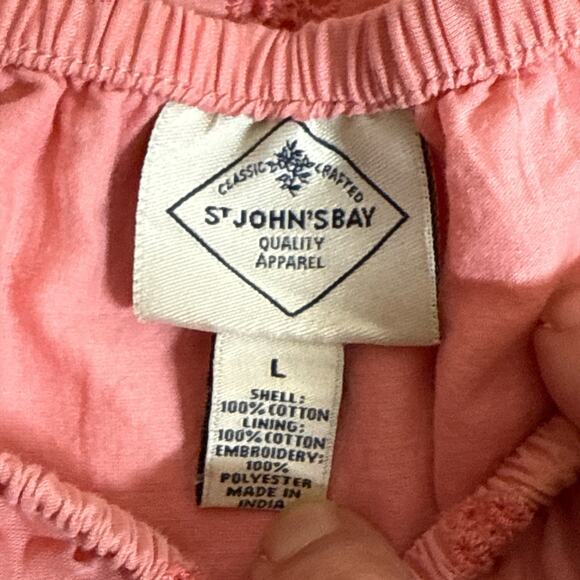 CLASSIC CRAFTED
ST JOHN'S BAY
QUALITY
APPAREL
L
SHELL:
100% COTTON
LINING:
100% COTTON
EMBROIDERY:
100%
POLYESTER
MADE IN
INDIA